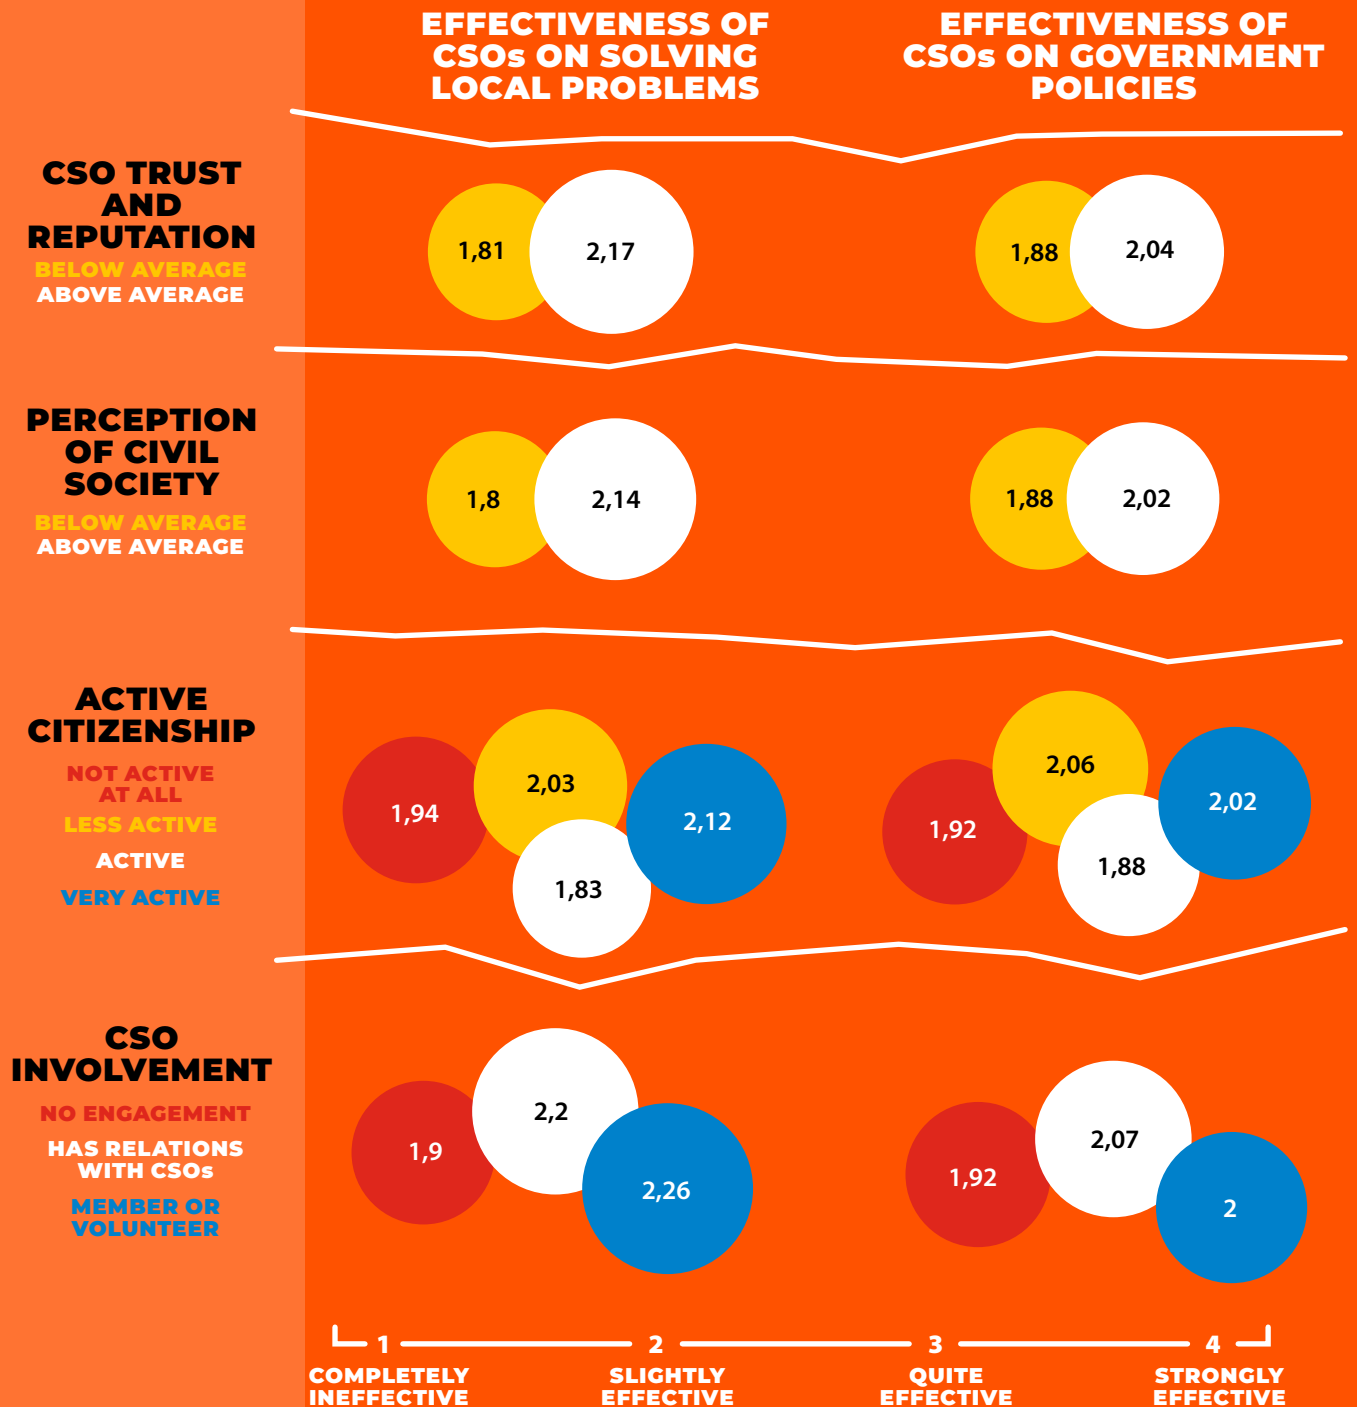 EFFECTIVENESS OF
CSOs ON SOLVING
LOCAL PROBLEMS
EFFECTIVENESS OF
CSOs ON GOVERNMENT
POLICIES
CSO TRUST
AND
REPUTATION
BELOW AVERAGE
ABOVE AVERAGE
1,81
2,17
1,88
2,04
PERCEPTION
OF CIVIL
SOCIETY
BELOW AVERAGE
ABOVE AVERAGE
1,8
2,14
1,88
2,02
ACTIVE
CITIZENSHIP
NOT ACTIVE
AT ALL
LESS ACTIVE
ACTIVE
VERY ACTIVE
1,94
2,03
1,83
2,12
1,92
2,06
1,88
2,02
CSO
INVOLVEMENT
NO ENGAGEMENT
HAS RELATIONS
WITH CSOs
MEMBER OR
VOLUNTEER
1,9
2,2
2,26
1,92
2,07
2
1
COMPLETELY
INEFFECTIVE
2
SLIGHTLY
EFFECTIVE
3
QUITE
EFFECTIVE
4
STRONGLY
EFFECTIVE